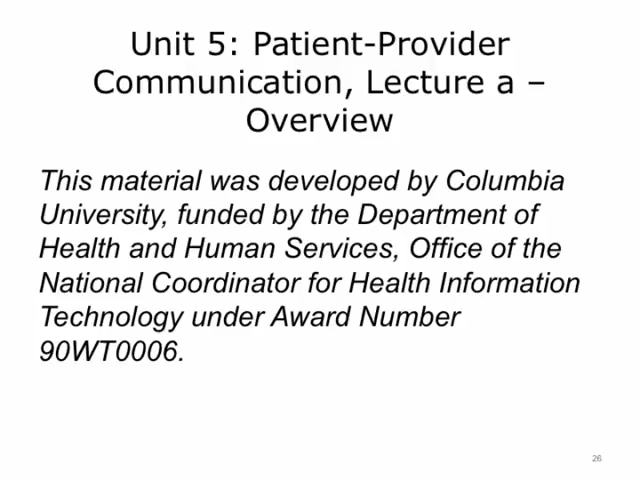 Unit 5: Patient-Provider
Communication, Lecture a –
Overview
This material was developed by Columbia
University, funded by the Department of
Health and Human Services, Office of the
National Coordinator for Health Information
Technology under Award Number
90WT0006.
26